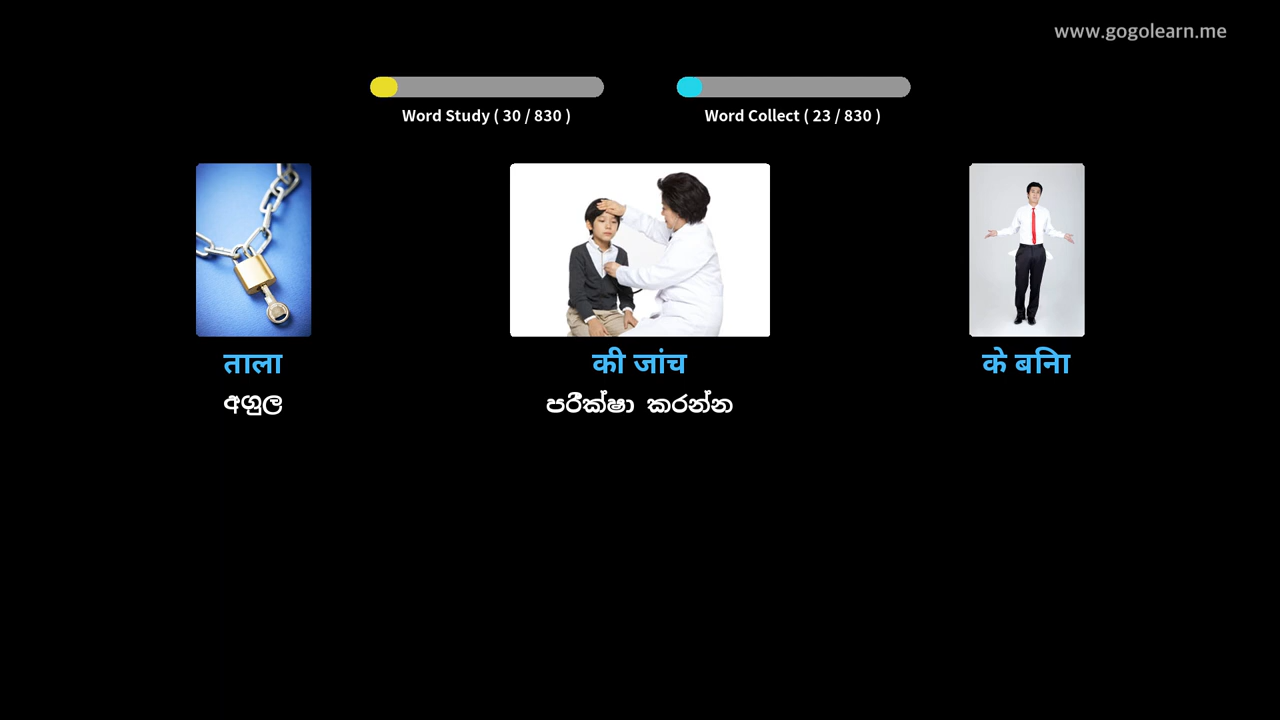 www.gogolearn.me
Word Study ( 30 / 830 )
Word Collect ( 23 / 830 )
ताला
की जांच
के बिना
අගුල
පරීක්ෂා කරන්න